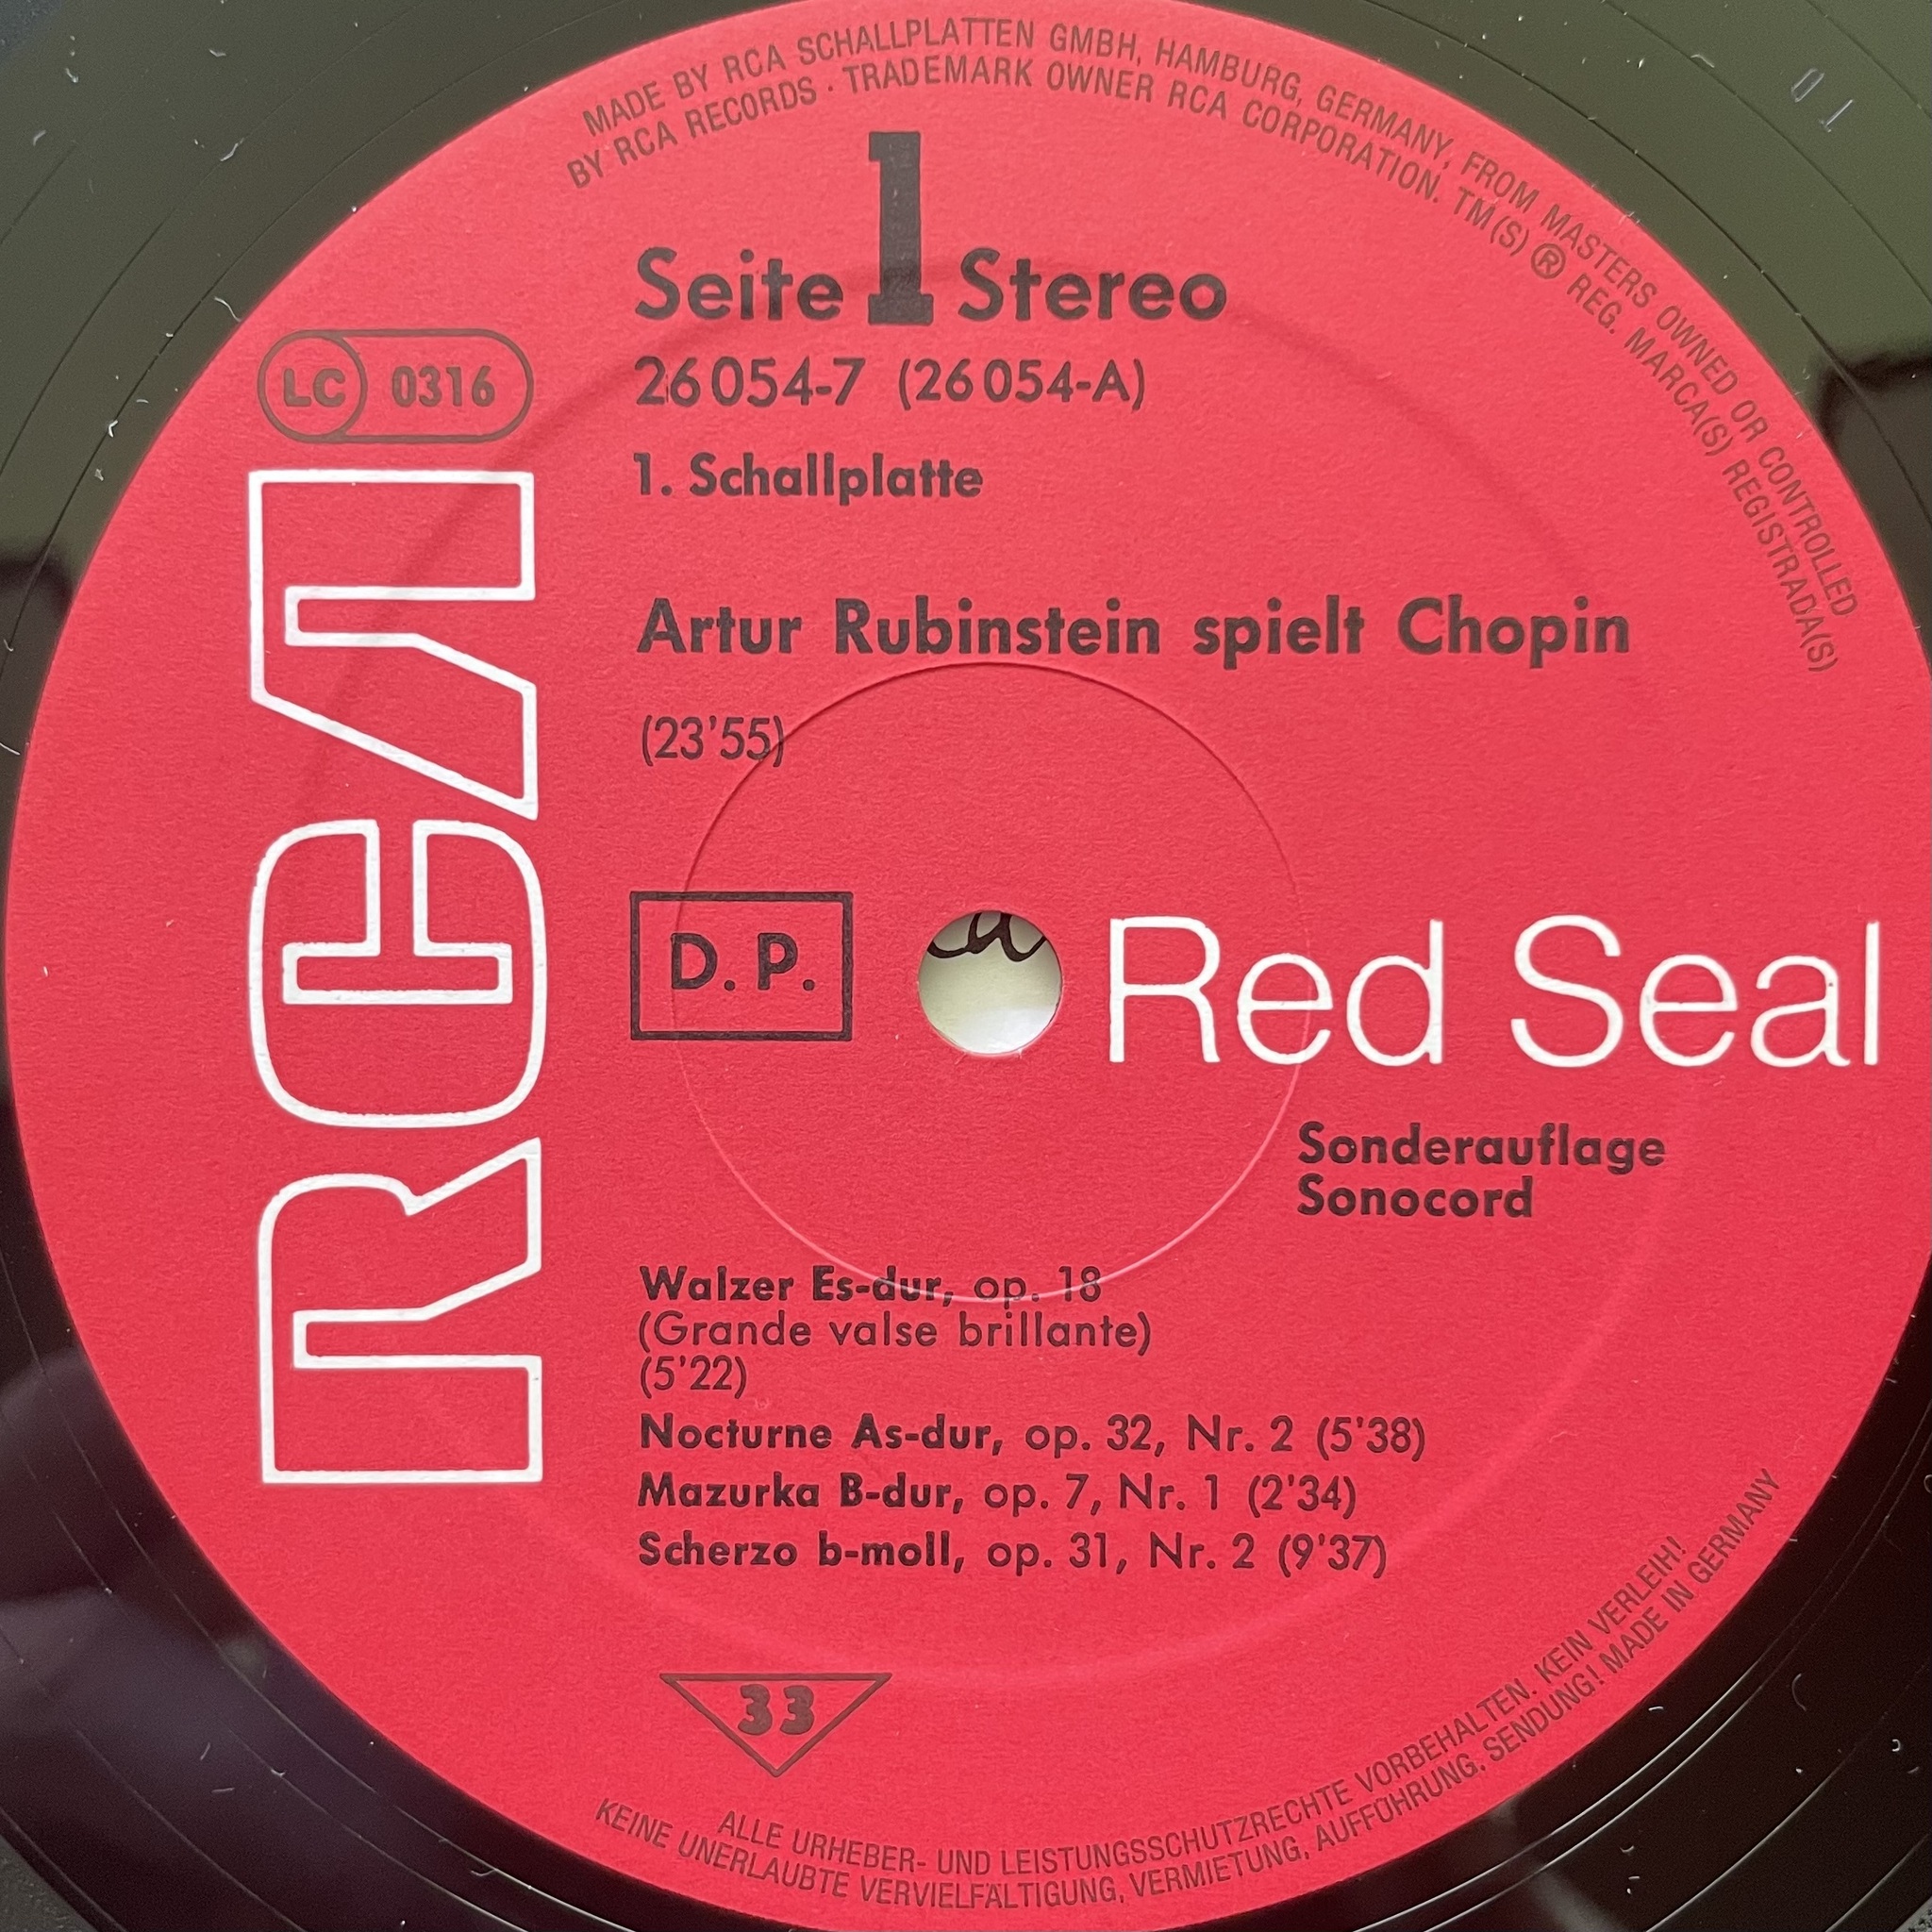 MADE BY RCA SCHALLPLATTEN GMBH, HAMBURG, GERMANY, FROM MASTERS OWNED OR CONTROLLED
BY RCA RECORDS · TRADEMARK OWNER RCA CORPORATION. TM(S) ® REG. MARCA(S) REGISTRADA(S)
Seite 1 Stereo
LC 0316
26054-7 (26054-A)
1. Schallplatte
RCA
Artur Rubinstein spielt Chopin
(23'55)
D. P.
Red Seal
Sonderauflage
Sonocord
Walzer Es-dur, op. 18
(Grande valse brillante)
(5'22)
Nocturne As-dur, op. 32, Nr. 2 (5'38)
Mazurka B-dur, op. 7, Nr. 1 (2'34)
Scherzo b-moll, op. 31, Nr. 2 (9'37)
33
ALLE URHEBER- UND LEISTUNGSSCHUTZRECHTE VORBEHALTEN. KEIN VERLEIH!
KEINE UNERLAUBTE VERVIELFÄLTIGUNG, VERMIETUNG, AUFFÜHRUNG, SENDUNG! MADE IN GERMANY